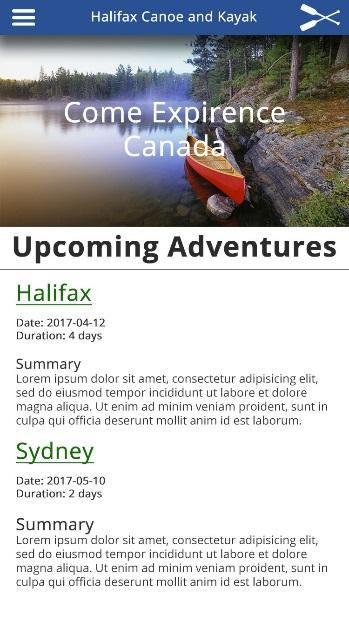 Halifax Canoe and Kayak
Come Expirence
Canada
Upcoming Adventures
Halifax
Date: 2017-04-12
Duration: 4 days
Summary
Lorem ipsum dolor sit amet, consectetur adipisicing elit,
sed do eiusmod tempor incididunt ut labore et dolore
magna aliqua. Ut enim ad minim veniam proident, sunt in
culpa qui officia deserunt mollit anim id est laborum.
Sydney
Date: 2017-05-10
Duration: 2 days
Summary
Lorem ipsum dolor sit amet, consectetur adipisicing elit,
sed do eiusmod tempor incididunt ut labore et dolore
magna aliqua. Ut enim ad minim veniam proident, sunt in
culpa qui officia deserunt mollit anim id est laborum.